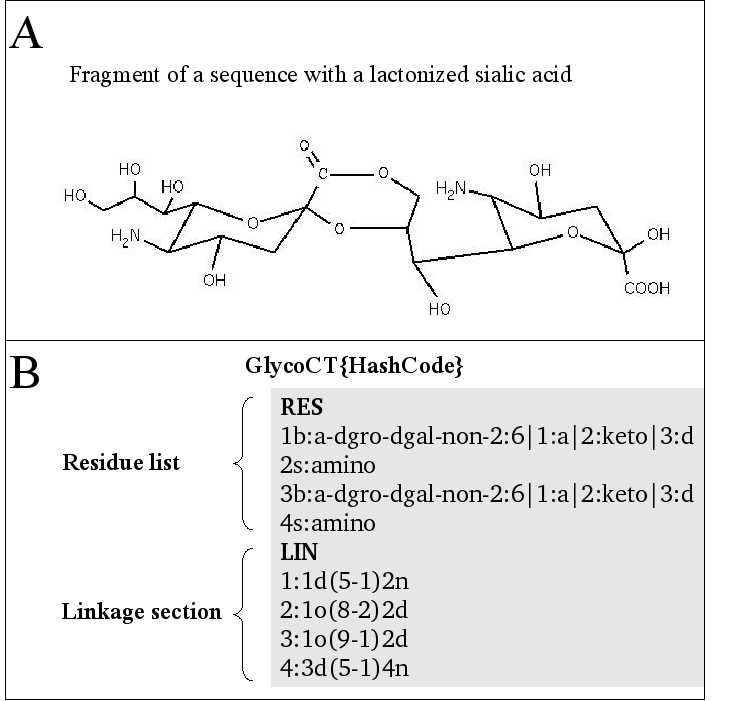 A
Fragment of a sequence with a lactonized sialic acid
O
C
O
HO
HO
HO
H₂N
OH
O
O
H₂N
OH
O
OH
COOH
HO
OH
B
GlycoCT{HashCode}
Residue list
RES
1b:a-dgro-dgal-non-2:6|1:a|2:keto|3:d
2s:amino
3b:a-dgro-dgal-non-2:6|1:a|2:keto|3:d
4s:amino
Linkage section
LIN
1:1d(5-1)2n
2:1o(8-2)2d
3:1o(9-1)2d
4:3d(5-1)4n